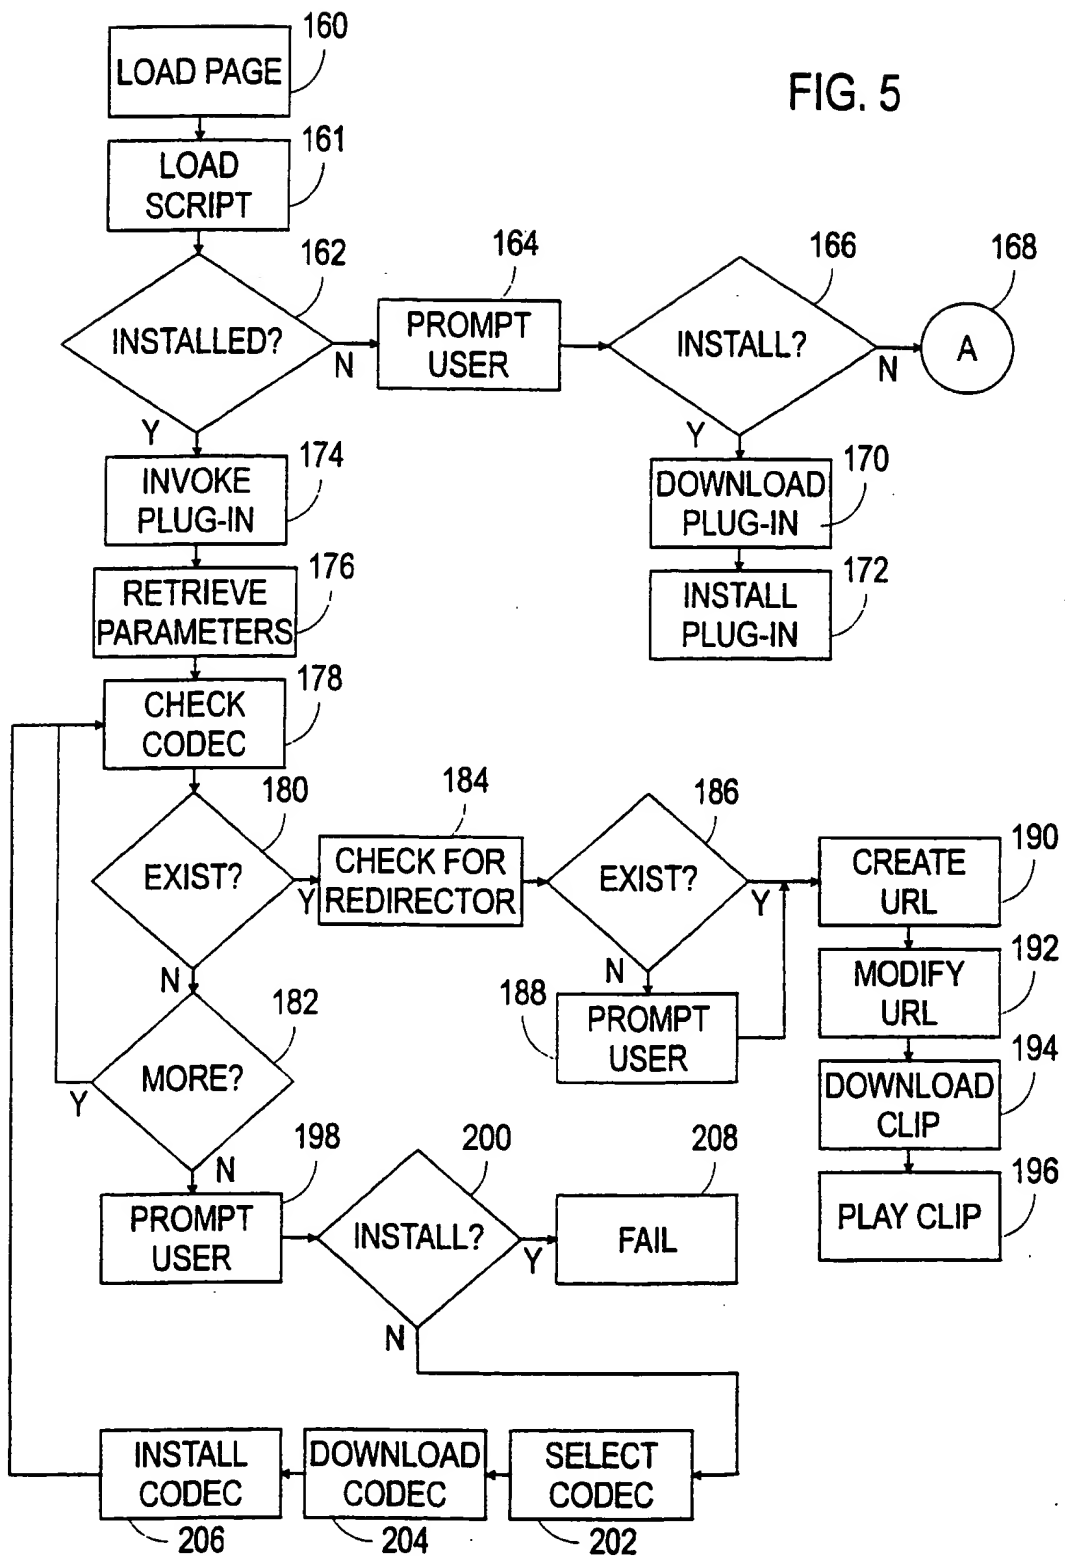 FIG. 5
160
LOAD PAGE
161
LOAD
SCRIPT
162
INSTALLED?
N
Y
164
PROMPT
USER
166
INSTALL?
N
Y
168
A
170
DOWNLOAD
PLUG-IN
172
INSTALL
PLUG-IN
174
INVOKE
PLUG-IN
176
RETRIEVE
PARAMETERS
178
CHECK
CODEC
180
EXIST?
Y
N
182
MORE?
Y
N
184
CHECK FOR
REDIRECTOR
186
EXIST?
Y
N
188
PROMPT
USER
190
CREATE
URL
192
MODIFY
URL
194
DOWNLOAD
CLIP
196
PLAY CLIP
198
PROMPT
USER
200
INSTALL?
Y
N
208
FAIL
INSTALL
CODEC
206
DOWNLOAD
CODEC
204
SELECT
CODEC
202